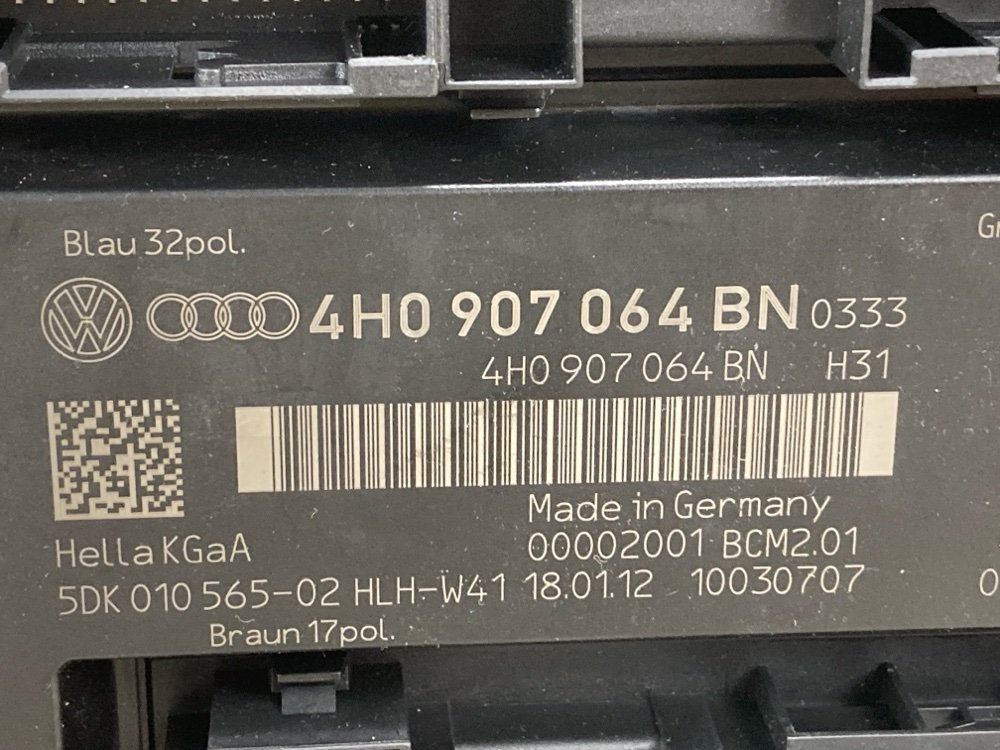 Blau 32pol.
4H0 907 064 BN 0333
4H0 907 064 BN H31
Made in Germany
Hella KGaA 00002001 BCM2.01
5DK 010 565-02 HLH-W41 18.01.12 10030707
Braun 17pol.